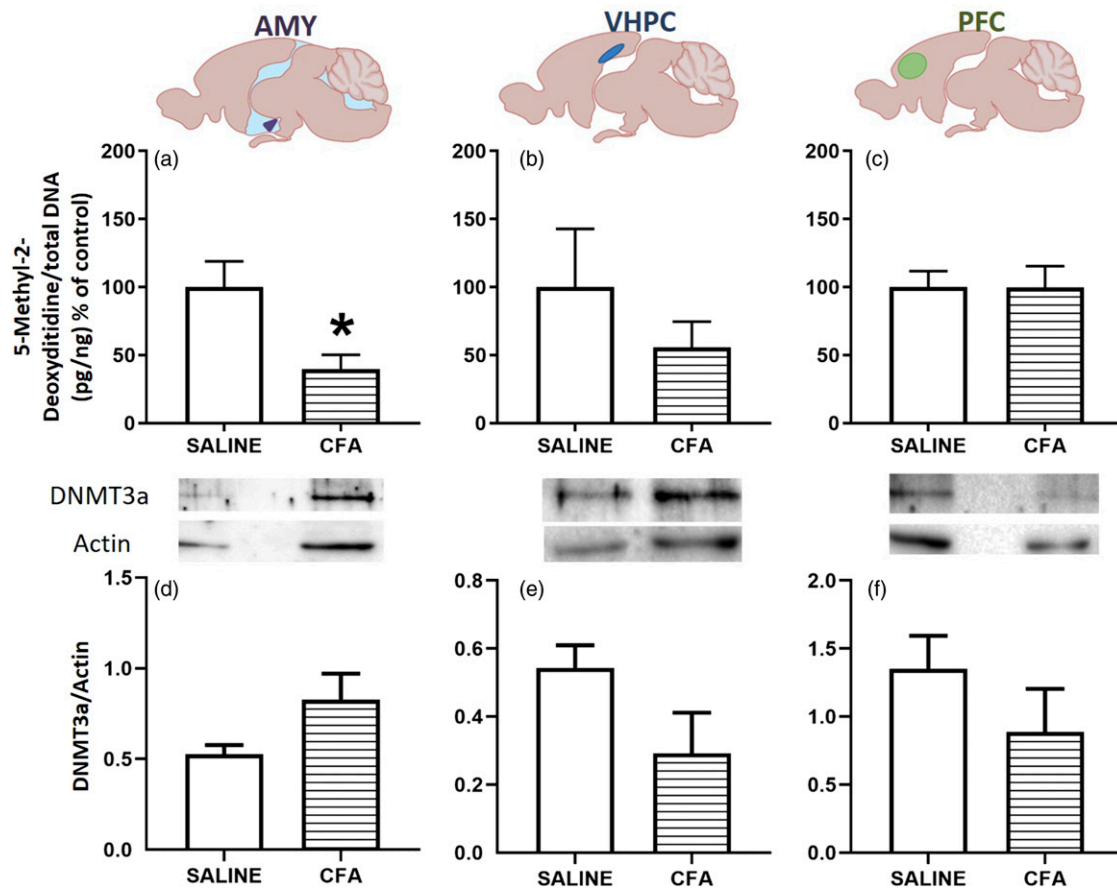 AMY
VHPC
PFC
5-Methyl-2-
Deoxyditidine/total DNA
(pg/ng) % of control
(a)
200
150
100
50
0
*
SALINE CFA
(b)
200
150
100
50
0
SALINE CFA
(c)
200
150
100
50
0
SALINE CFA
DNMT3a
Actin
DNMT3a/Actin
(d)
1.5
1.0
0.5
0.0
SALINE CFA
(e)
0.8
0.6
0.4
0.2
0.0
SALINE CFA
(f)
2.0
1.5
1.0
0.5
0.0
SALINE CFA